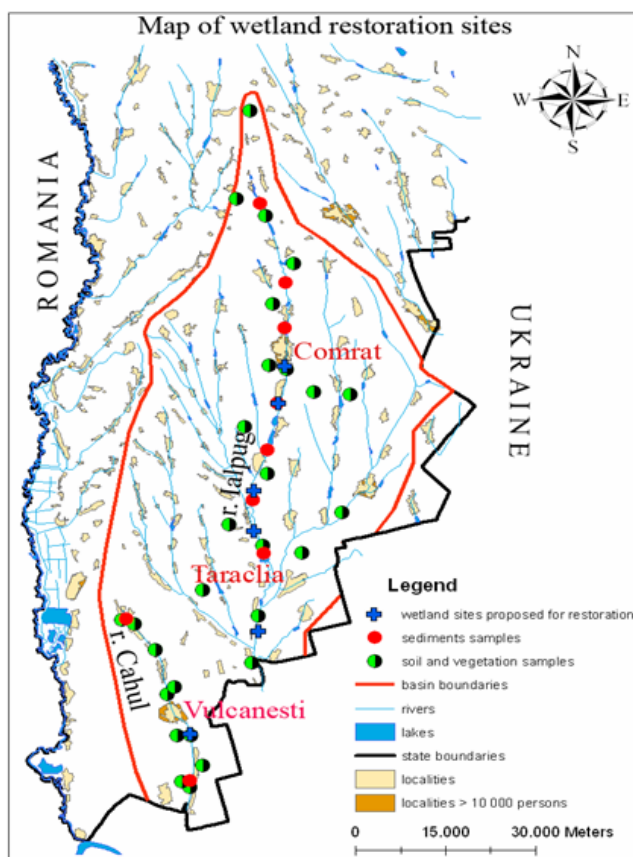 Map of wetland restoration sites
N
W E
S
ROMANIA
UKRAINE
Comrat
r. Ialpug
Taraclia
r. Cahul
Vulcanesti
Legend
wetland sites proposed for restoration
sediments samples
soil and vegetation samples
basin boundaries
rivers
lakes
state boundaries
localities
localities > 10 000 persons
0 15.000 30.000 Meters